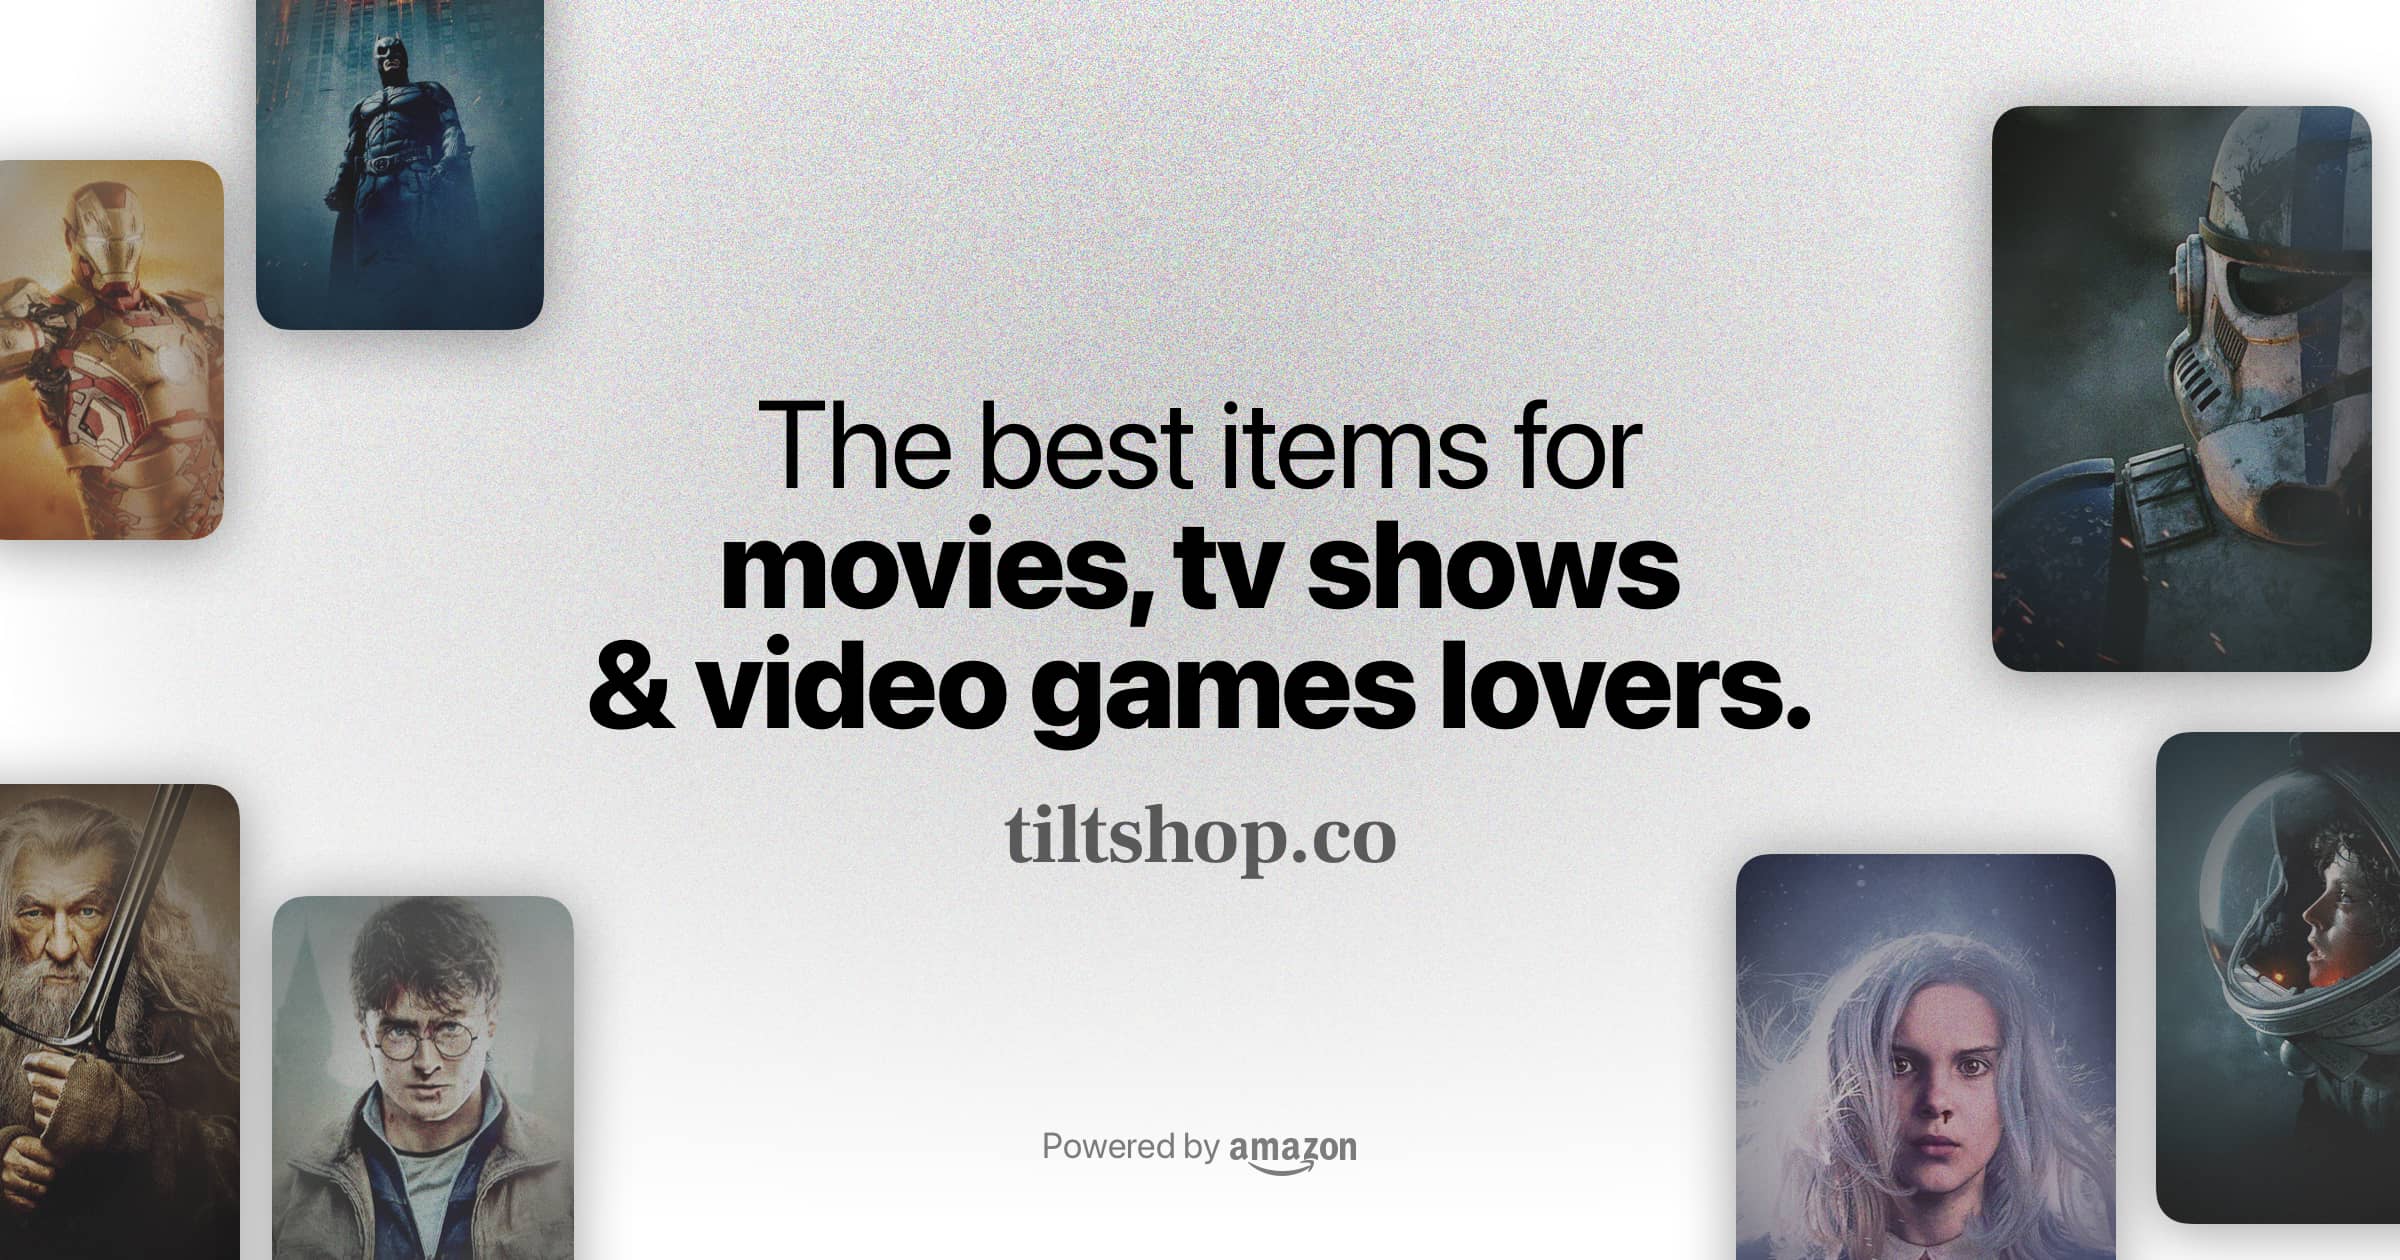 The best items for
movies, tv shows
& video games lovers.
tiltshop.co
Powered by amazon